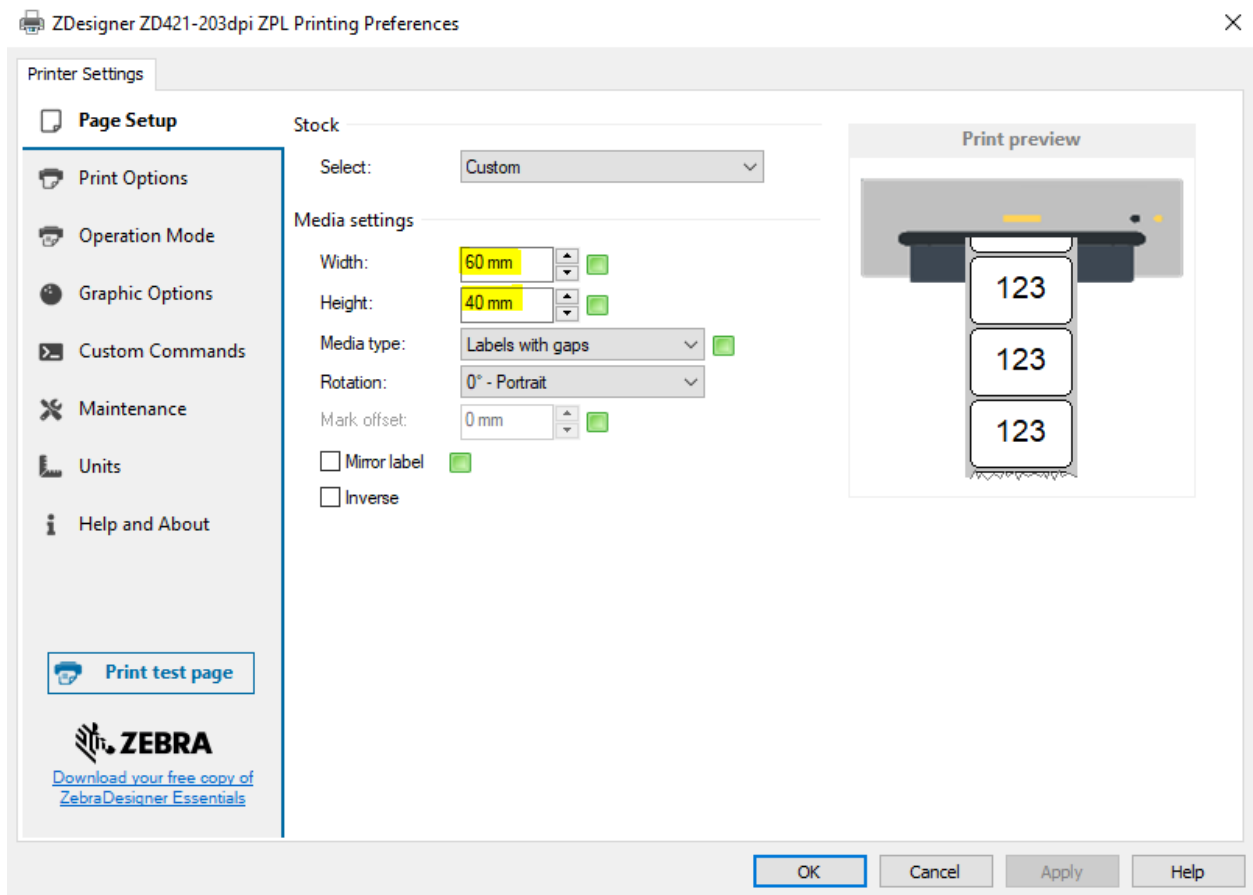 ZDesigner ZD421-203dpi ZPL Printing Preferences
Printer Settings
Page Setup
Print Options
Operation Mode
Graphic Options
Custom Commands
Maintenance
Units
Help and About
Print test page
ZEBRA
Download your free copy of
ZebraDesigner Essentials
Stock
Select: Custom
Media settings
Width: 60 mm
Height: 40 mm
Media type: Labels with gaps
Rotation: 0° - Portrait
Mark offset: 0 mm
Mirror label
Inverse
Print preview
123
123
123
OK Cancel Apply Help